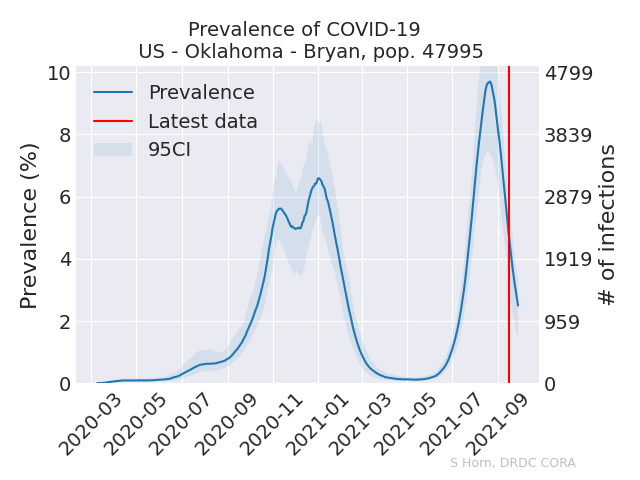 Prevalence of COVID-19
US - Oklahoma - Bryan, pop. 47995
Prevalence
Latest data
95CI
Prevalence (%)
10
8
6
4
2
0
4799
3839
2879
1919
959
0
# of infections
2020-03
2020-05
2020-07
2020-09
2020-11
2021-01
2021-03
2021-05
2021-07
2021-09
S Horn, DRDC CORA